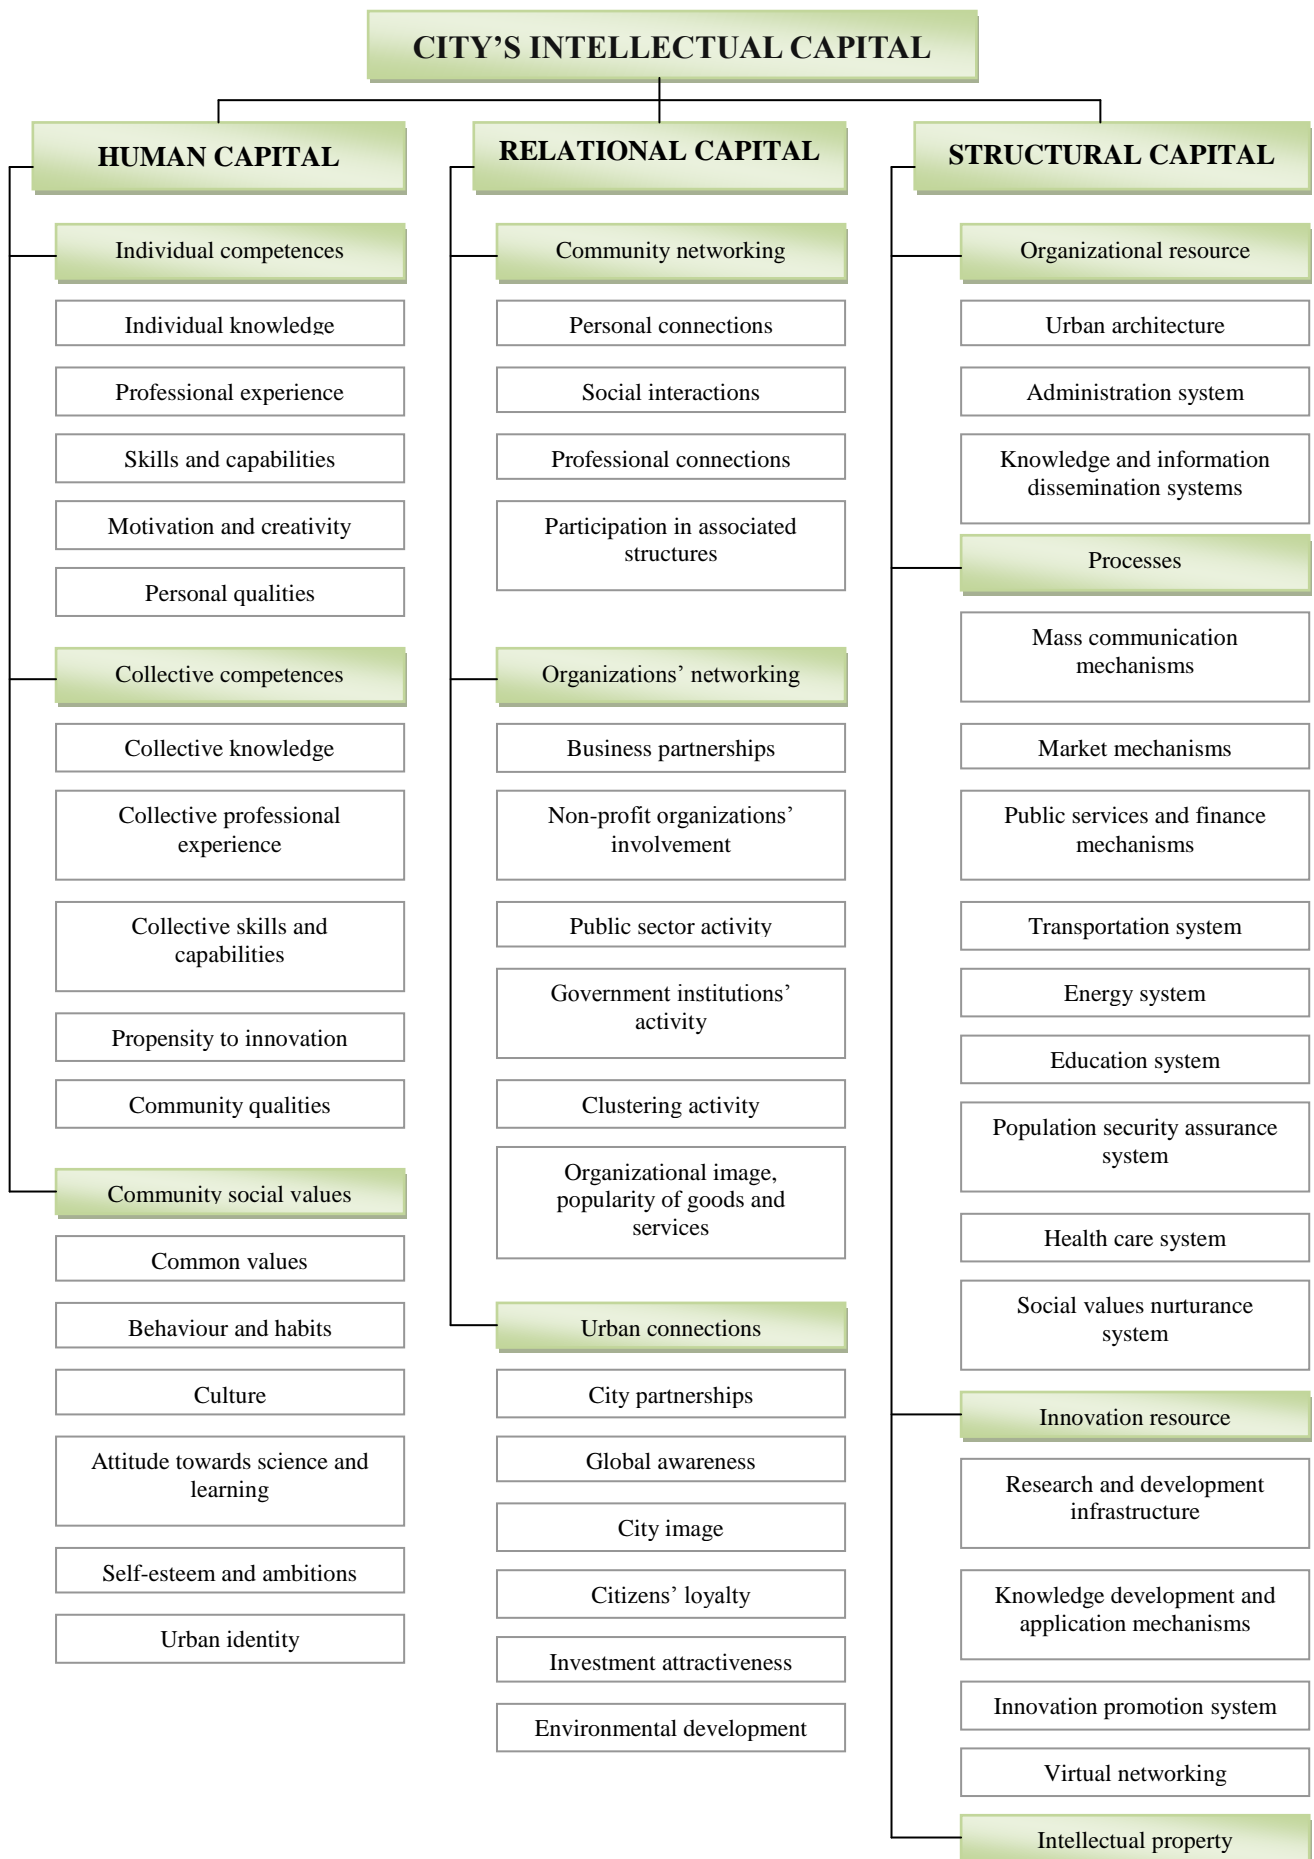 CITY’S INTELLECTUAL CAPITAL
HUMAN CAPITAL
Individual competences
Individual knowledge
Professional experience
Skills and capabilities
Motivation and creativity
Personal qualities
Collective competences
Collective knowledge
Collective professional
experience
Collective skills and
capabilities
Propensity to innovation
Community qualities
Community social values
Common values
Behaviour and habits
Culture
Attitude towards science and
learning
Self-esteem and ambitions
Urban identity
RELATIONAL CAPITAL
Community networking
Personal connections
Social interactions
Professional connections
Participation in associated
structures
Organizations’ networking
Business partnerships
Non-profit organizations’
involvement
Public sector activity
Government institutions’
activity
Clustering activity
Organizational image,
popularity of goods and
services
Urban connections
City partnerships
Global awareness
City image
Citizens’ loyalty
Investment attractiveness
Environmental development
STRUCTURAL CAPITAL
Organizational resource
Urban architecture
Administration system
Knowledge and information
dissemination systems
Processes
Mass communication
mechanisms
Market mechanisms
Public services and finance
mechanisms
Transportation system
Energy system
Education system
Population security assurance
system
Health care system
Social values nurturance
system
Innovation resource
Research and development
infrastructure
Knowledge development and
application mechanisms
Innovation promotion system
Virtual networking
Intellectual property